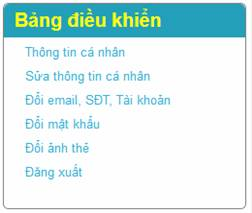 Bảng điều khiển
Thông tin cá nhân
Sửa thông tin cá nhân
Đổi email, SĐT, Tài khoản
Đổi mật khẩu
Đổi ảnh thẻ
Đăng xuất